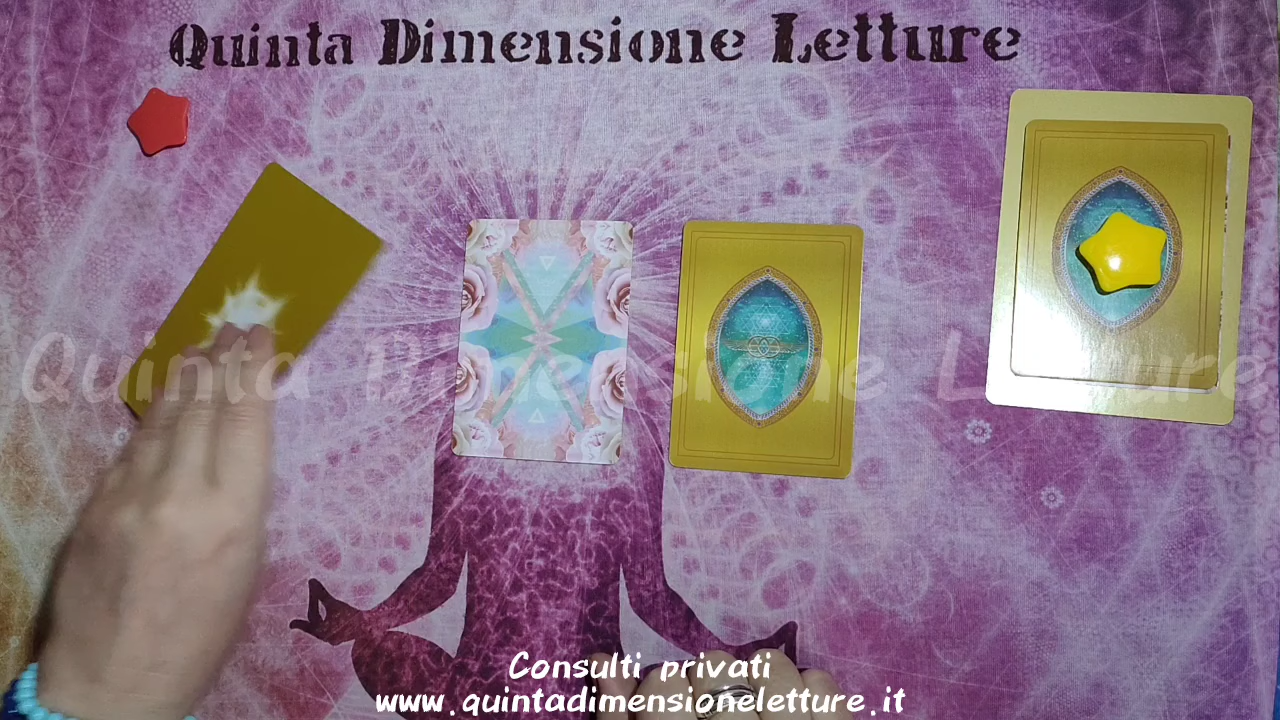 Quinta Dimensione Letture
Quinta Dimensione Letture
Consulti privati
www.quintadimensioneletture.it